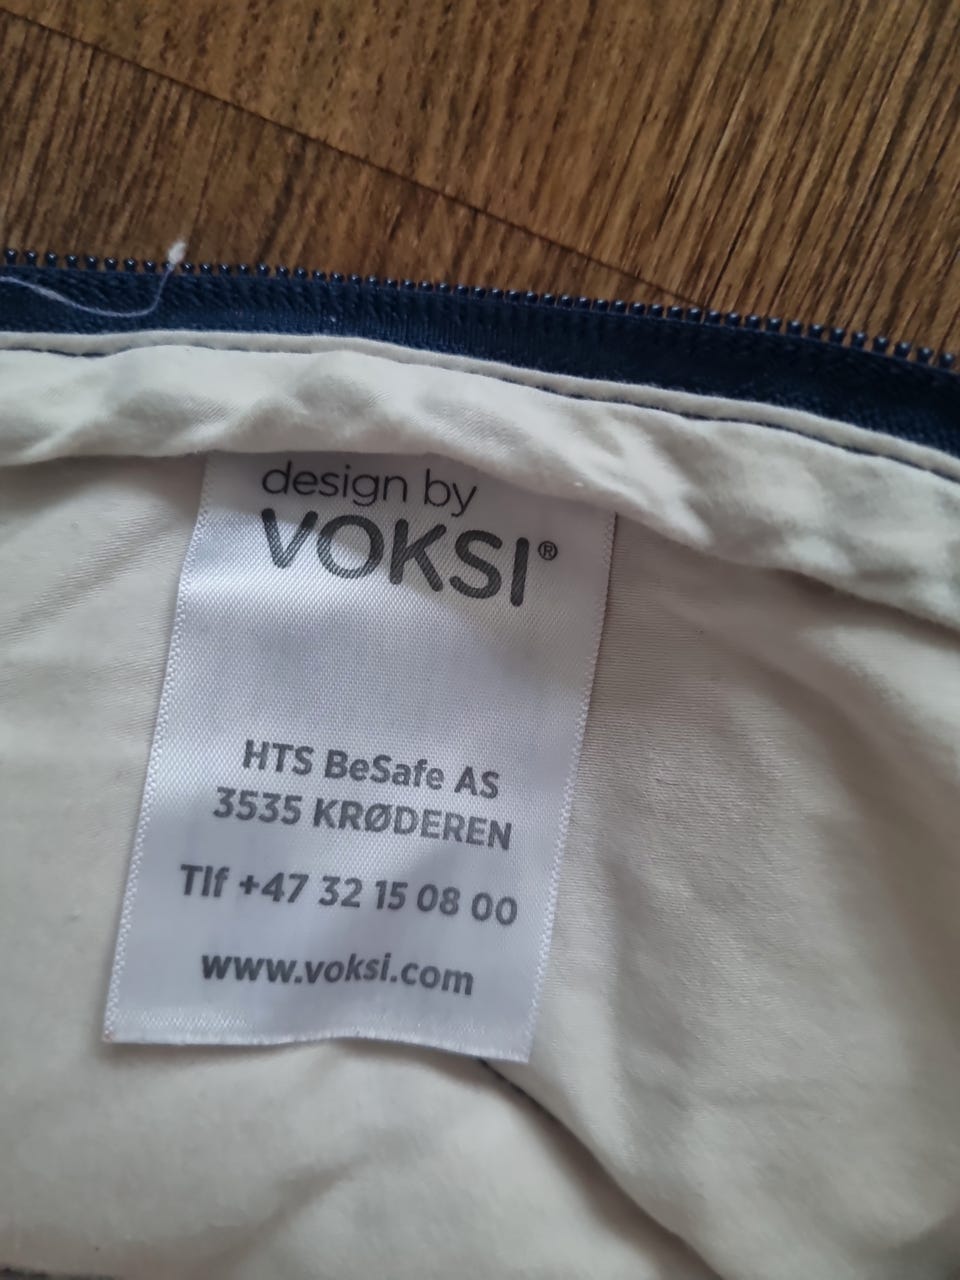 design by
VOKSI®
HTS BeSafe AS
3535 KRØDEREN
Tlf +47 32 15 08 00
www.voksi.com